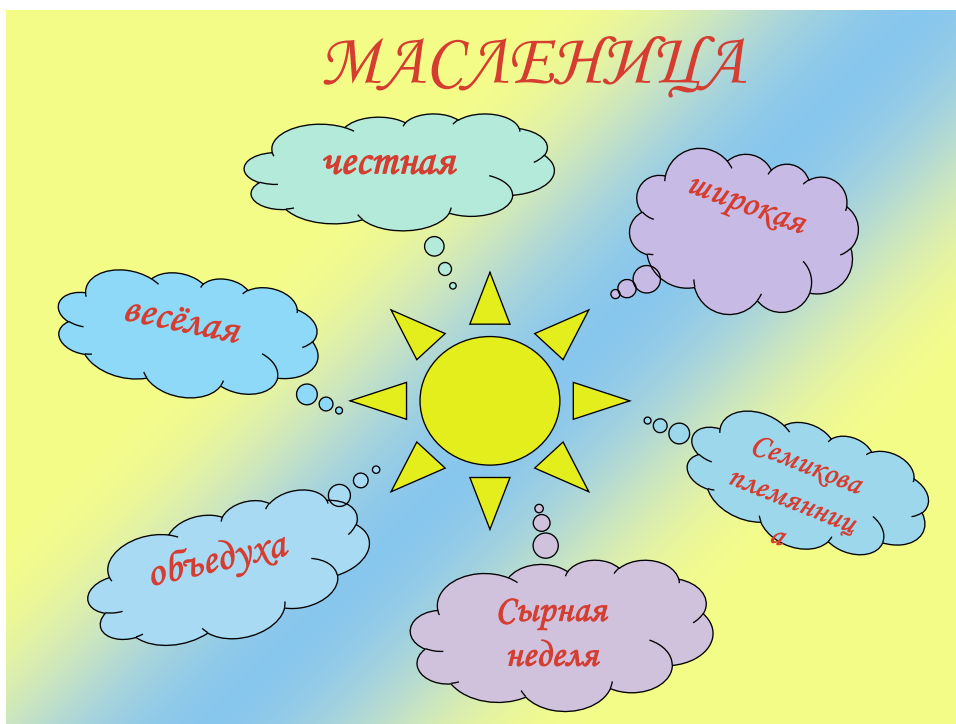 МАСЛЕНИЦА
честная
широкая
весёлая
Семикова
племянниц
а
объедуха
Сырная
неделя